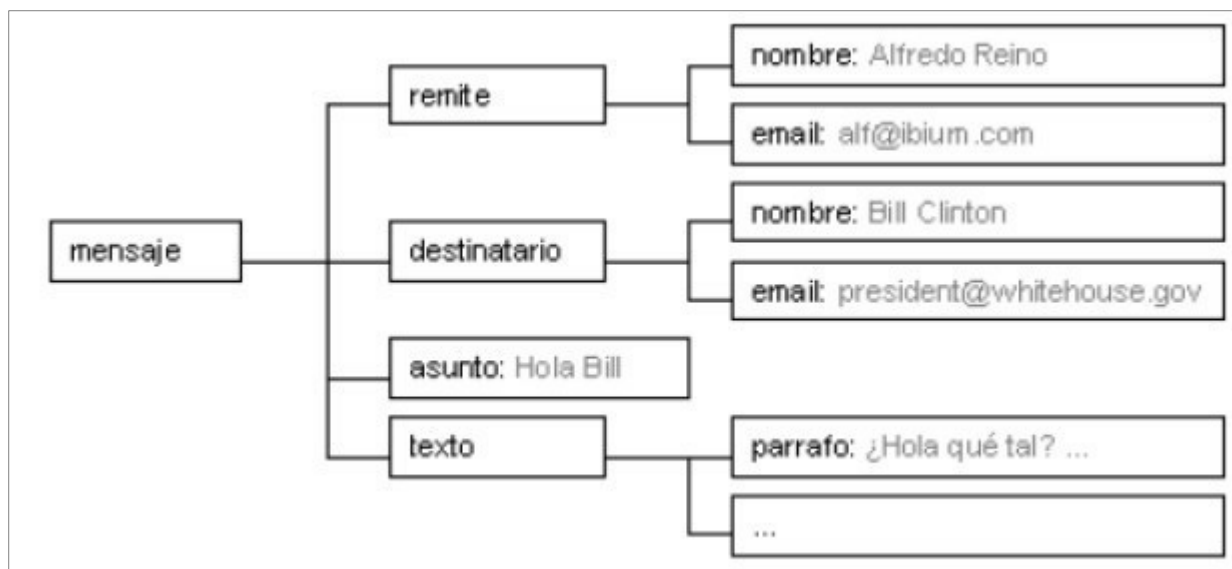 nombre: Alfredo Reino
remite
email: alf@ibium.com
nombre: Bill Clinton
mensaje
destinatario
email: president@whitehouse.gov
asunto: Hola Bill
texto
parrafo: ¿Hola qué tal? ...
...